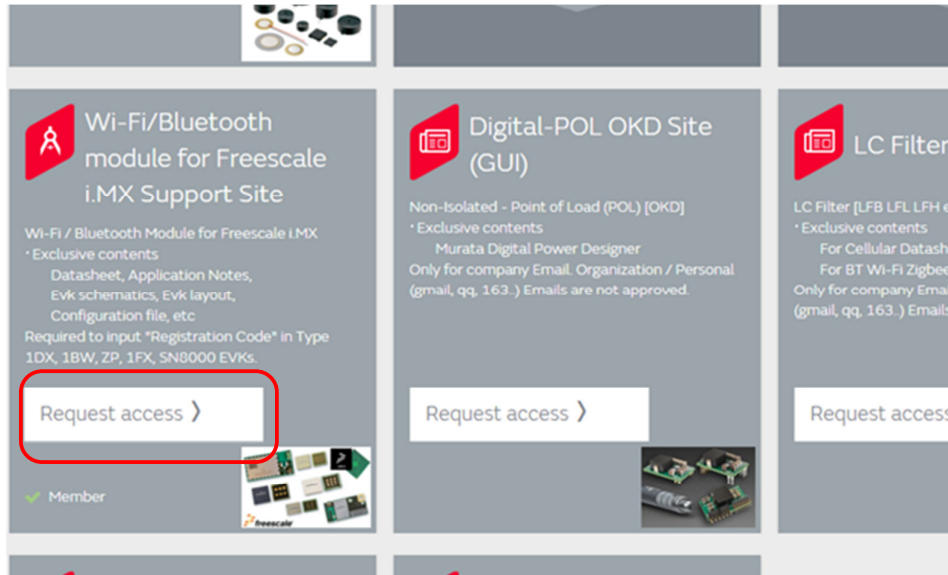 Wi-Fi/Bluetooth
module for Freescale
i.MX Support Site
Wi-Fi / Bluetooth Module for Freescale i.MX
・Exclusive contents
Datasheet, Application Notes,
Evk schematics, Evk layout,
Configuration file, etc
Required to input "Registration Code" in Type
1DX, 1BW, ZP, 1FX, SN8000 EVKs.
Request access ❯
Member
freescale
Digital-POL OKD Site
(GUI)
Non-Isolated - Point of Load (POL) [OKD]
・Exclusive contents
Murata Digital Power Designer
Only for company Email. Organization / Personal
(gmail, qq, 163..) Emails are not approved.
Request access ❯
LC Filter
LC Filter [LFB LFL LFH
・Exclusive contents
For Cellular Datash
For BT Wi-Fi Zigbee
Only for company Emai
(gmail, qq, 163..) Emails
Request access